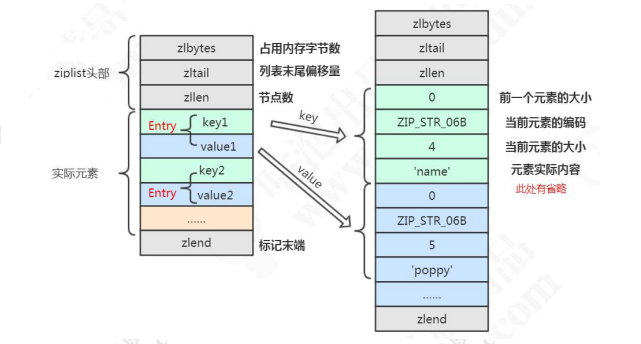 ziplist头部
zlbytes
占用内存字节数
zltail
列表末尾偏移量
zllen
节点数
实际元素
Entry
key1
value1
Entry
key2
value2
......
zlend
标记末端
key
value
zlbytes
zltail
zllen
0
前一个元素的大小
ZIP_STR_06B
当前元素的编码
4
当前元素的大小
'name'
元素实际内容
此处有省略
0
ZIP_STR_06B
5
'poppy'
......
zlend